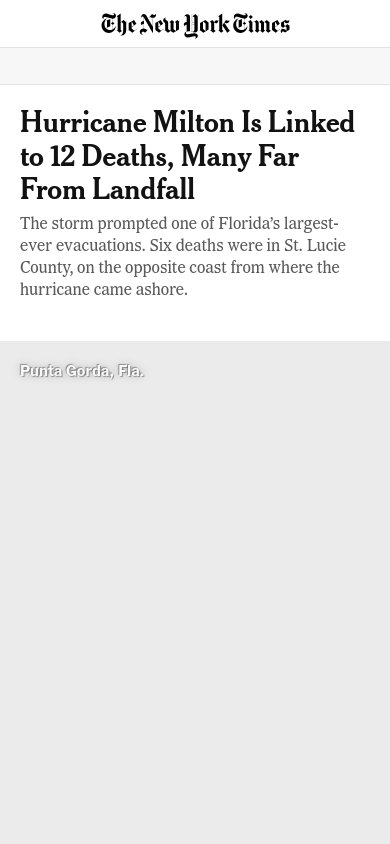 The New York Times
Hurricane Milton Is Linked
to 12 Deaths, Many Far
From Landfall
The storm prompted one of Florida’s largest-
ever evacuations. Six deaths were in St. Lucie
County, on the opposite coast from where the
hurricane came ashore.
Punta Gorda, Fla.